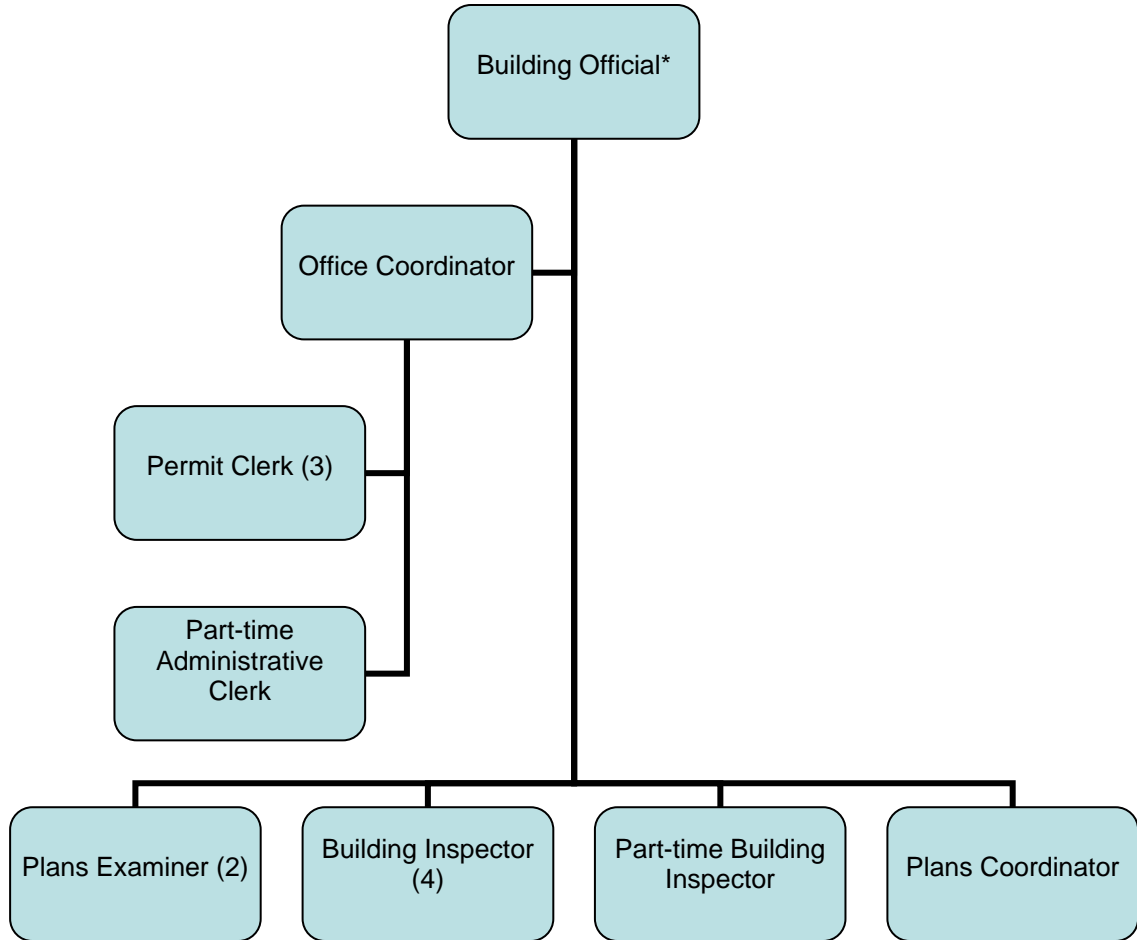 Building Official*
Office Coordinator
Permit Clerk (3)
Part-time
Administrative
Clerk
Plans Examiner (2)
Building Inspector
(4)
Part-time Building
Inspector
Plans Coordinator